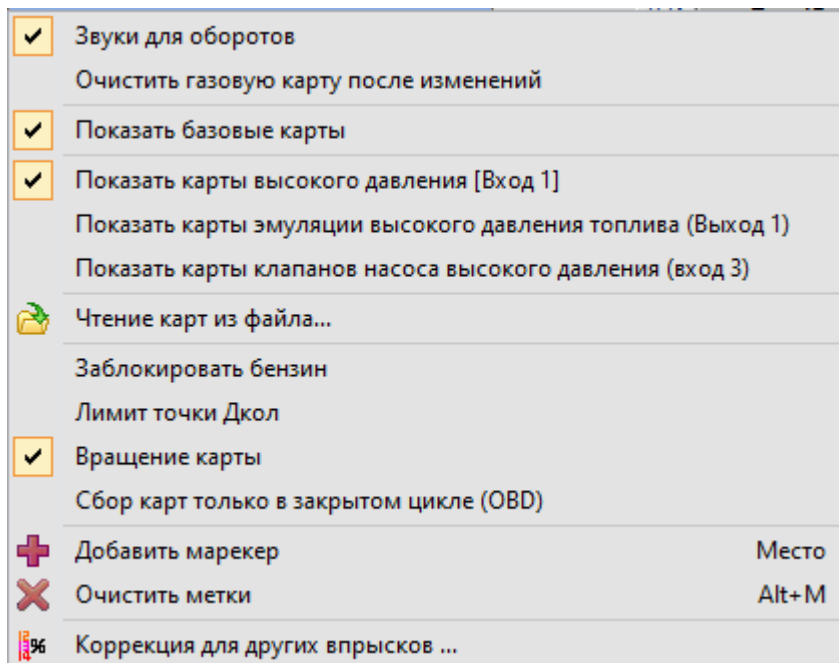 Звуки для оборотов
Очистить газовую карту после изменений
Показать базовые карты
Показать карты высокого давления [Вход 1]
Показать карты эмуляции высокого давления топлива (Выход 1)
Показать карты клапанов насоса высокого давления (вход 3)
Чтение карт из файла...
Заблокировать бензин
Лимит точки Дкол
Вращение карты
Сбор карт только в закрытом цикле (OBD)
Добавить марекер Место
Очистить метки Alt+M
% Коррекция для других впрысков ...